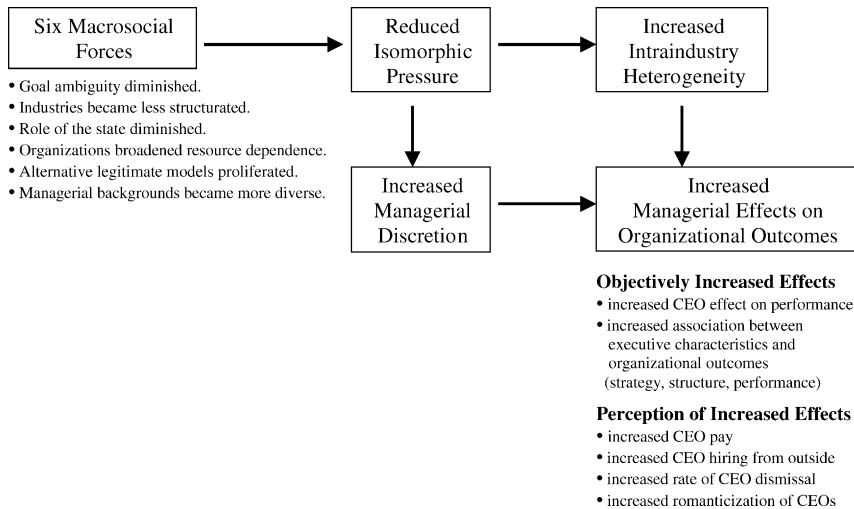 Six Macrosocial
Forces
• Goal ambiguity diminished.
• Industries became less structurated.
• Role of the state diminished.
• Organizations broadened resource dependence.
• Alternative legitimate models proliferated.
• Managerial backgrounds became more diverse.
Reduced
Isomorphic
Pressure
Increased
Intraindustry
Heterogeneity
Increased
Managerial
Discretion
Increased
Managerial Effects on
Organizational Outcomes
Objectively Increased Effects
• increased CEO effect on performance
• increased association between
executive characteristics and
organizational outcomes
(strategy, structure, performance)
Perception of Increased Effects
• increased CEO pay
• increased CEO hiring from outside
• increased rate of CEO dismissal
• increased romanticization of CEOs